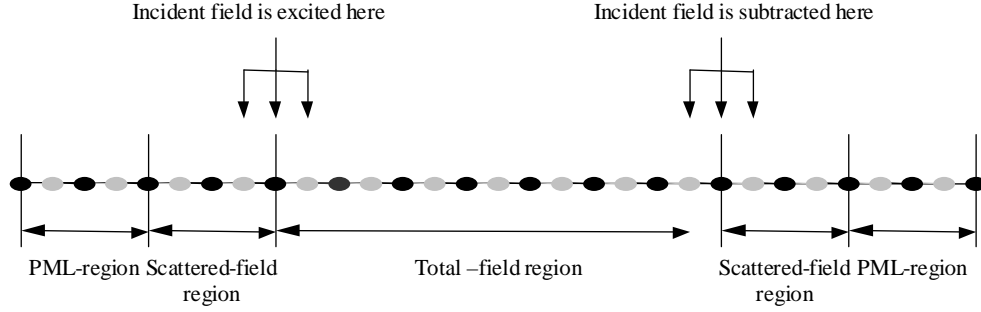 Incident field is excited here
Incident field is subtracted here
PML-region Scattered-field
region
Total –field region
Scattered-field PML-region
region